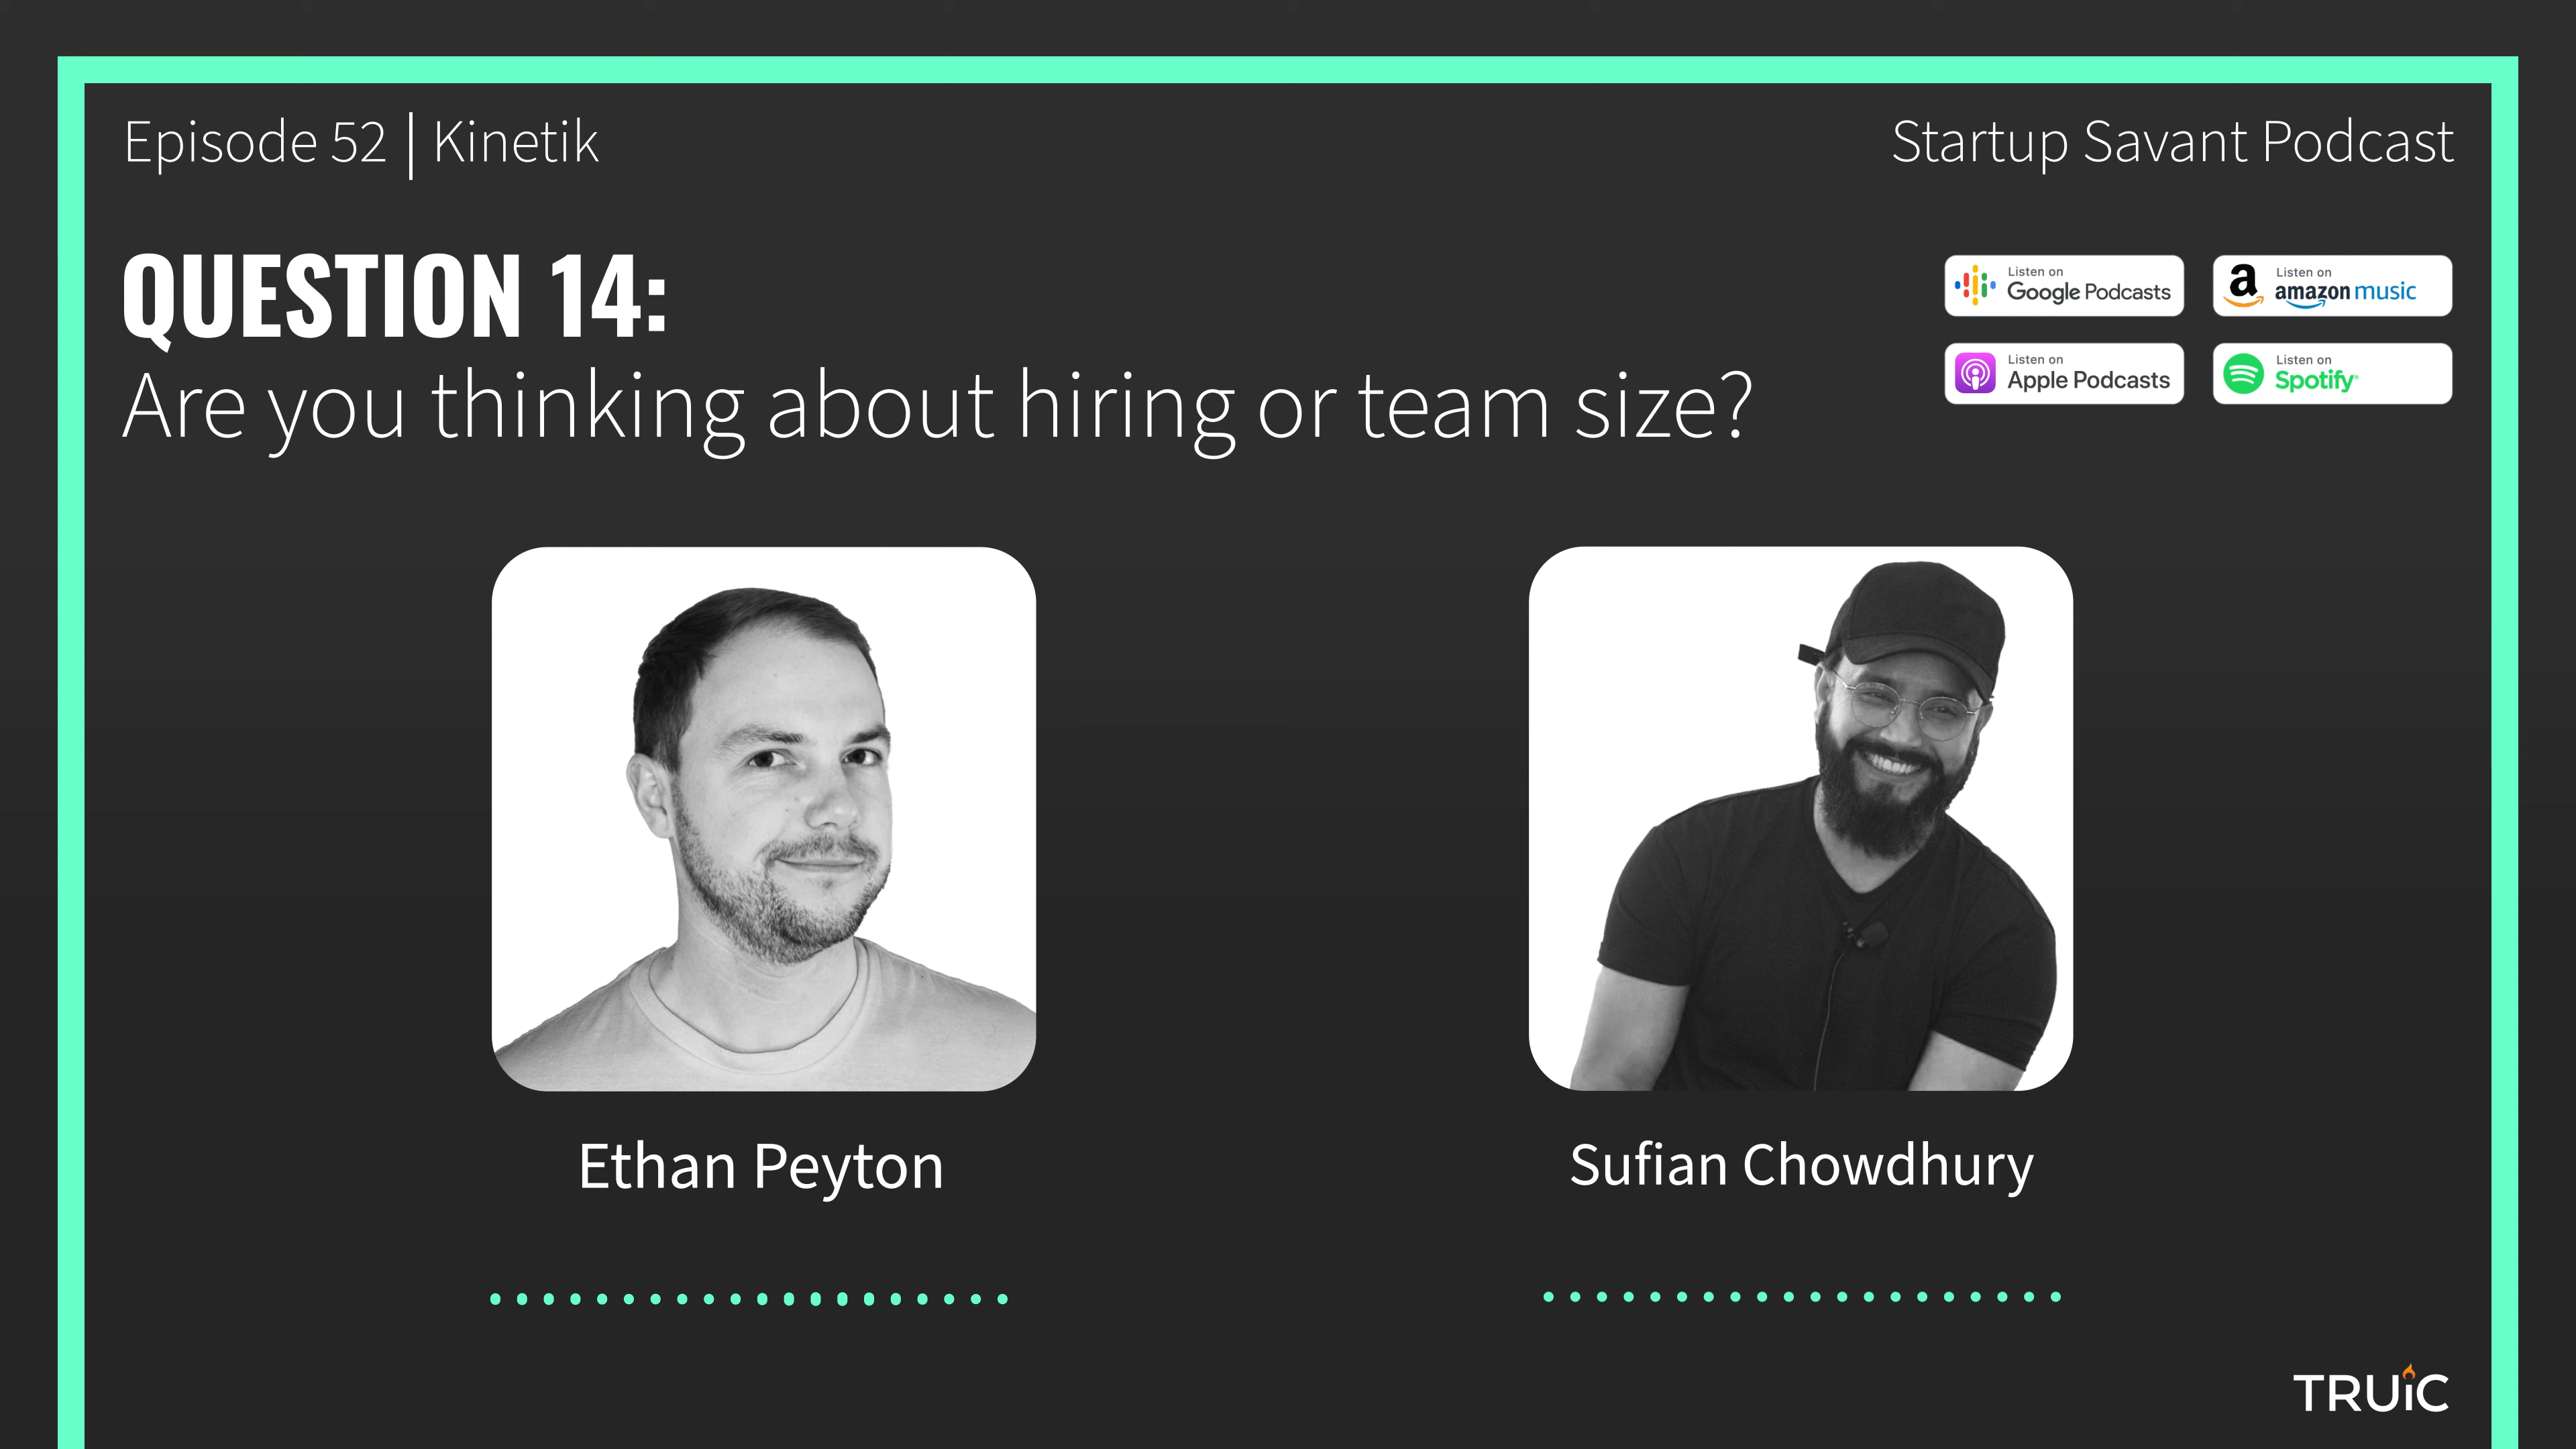 Episode 52 | Kinetik
Startup Savant Podcast
QUESTION 14:
Are you thinking about hiring or team size?
Listen on
Google Podcasts
a
Listen on
amazon music
Listen on
Apple Podcasts
Listen on
Spotify
Ethan Peyton
Sufian Chowdhury
TRUiC